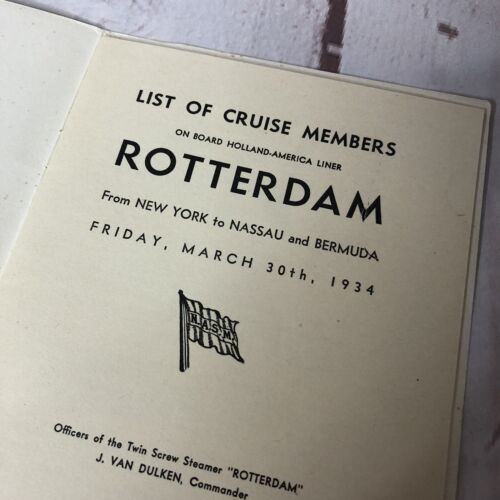 LIST OF CRUISE MEMBERS
ON BOARD HOLLAND-AMERICA LINER
ROTTERDAM
From NEW YORK to NASSAU and BERMUDA
FRIDAY, MARCH 30th, 1934
N.A.S.M.
Officers of the Twin Screw Steamer "ROTTERDAM"
J. VAN DULKEN, Commander